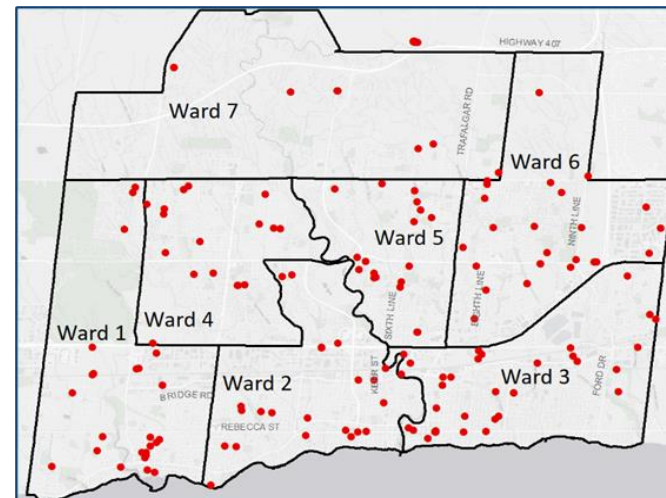 HIGHWAY 407
Ward 7
TRAFALGAR RD
Ward 6
NINTH LINE
Ward 5
SIXTH LINE
EIGHTH LINE
Ward 1
Ward 4
Ward 2
KERR ST
Ward 3
FORD DR
BRIDGE RD
REBECCA ST